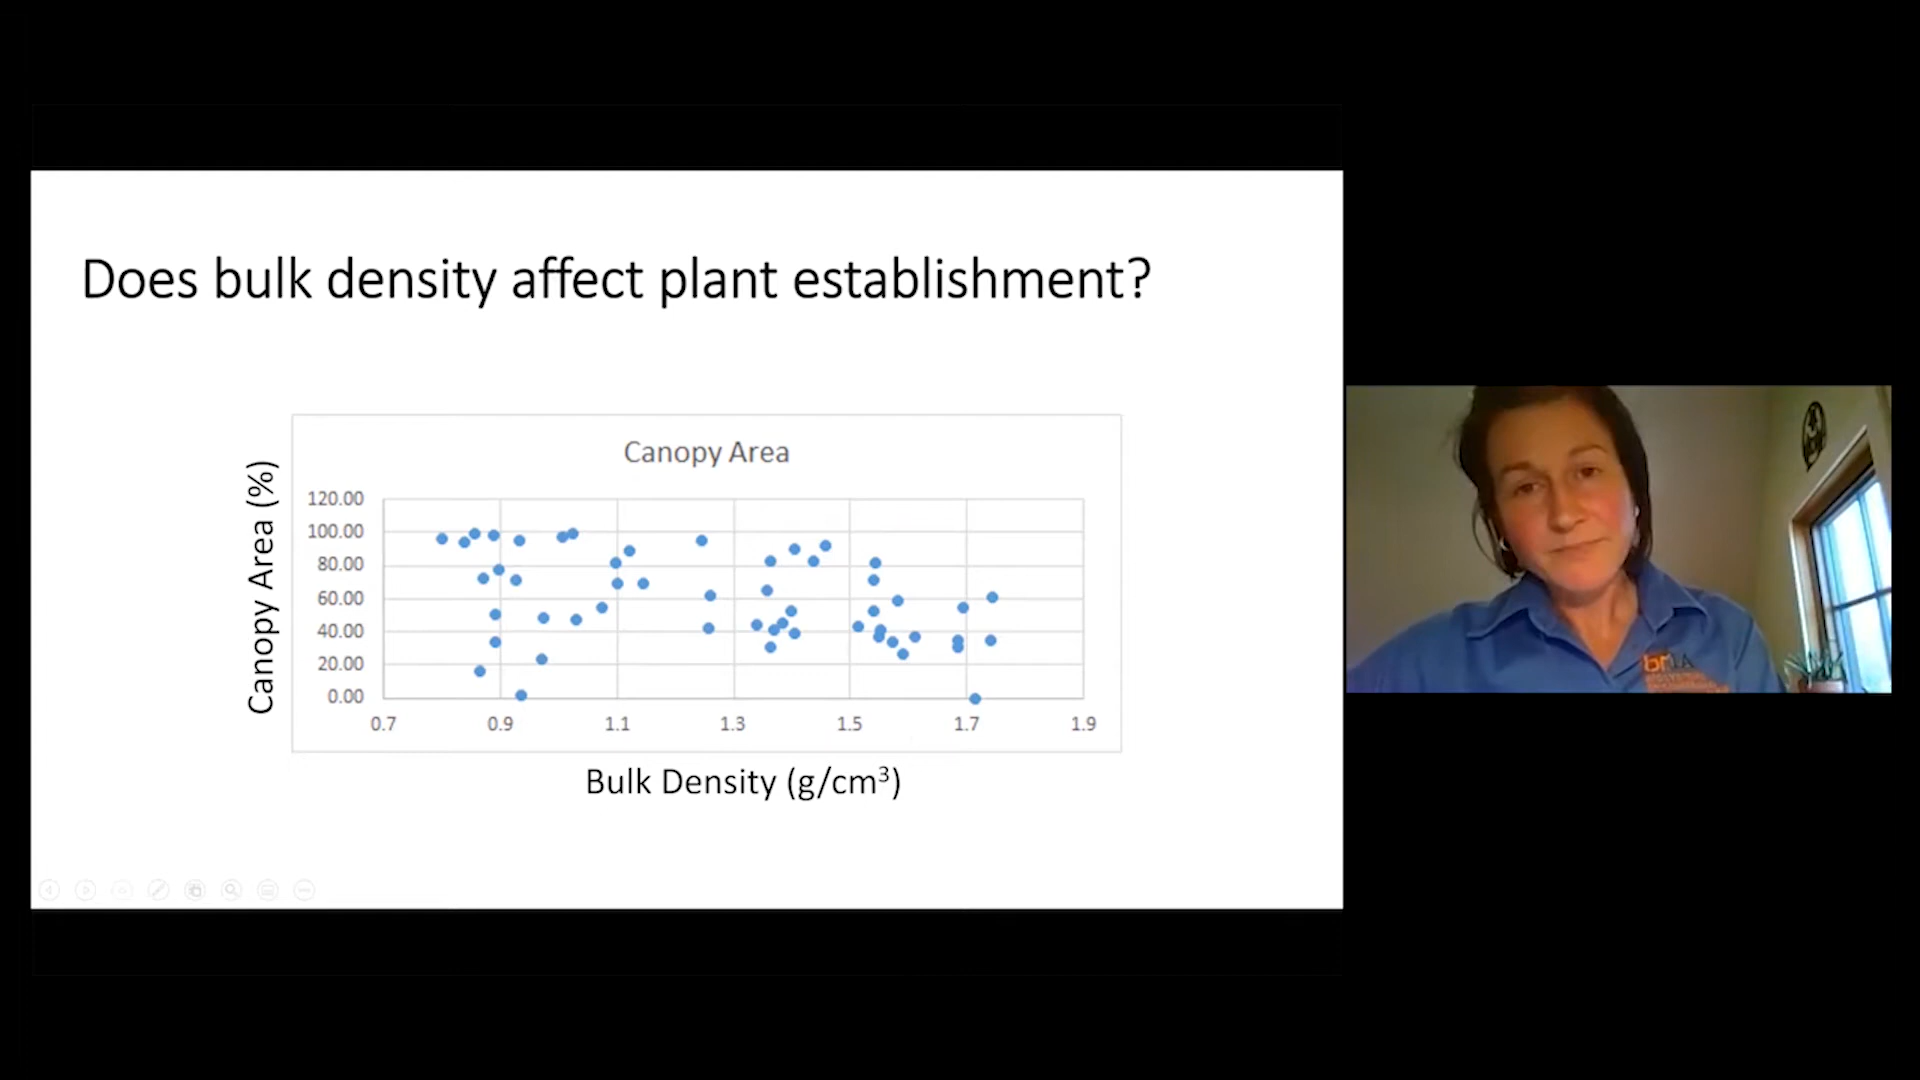 Does bulk density affect plant establishment?
Canopy Area
Canopy Area (%)
120.00
100.00
80.00
60.00
40.00
20.00
0.00
0.7 0.9 1.1 1.3 1.5 1.7 1.9
Bulk Density (g/cm³)